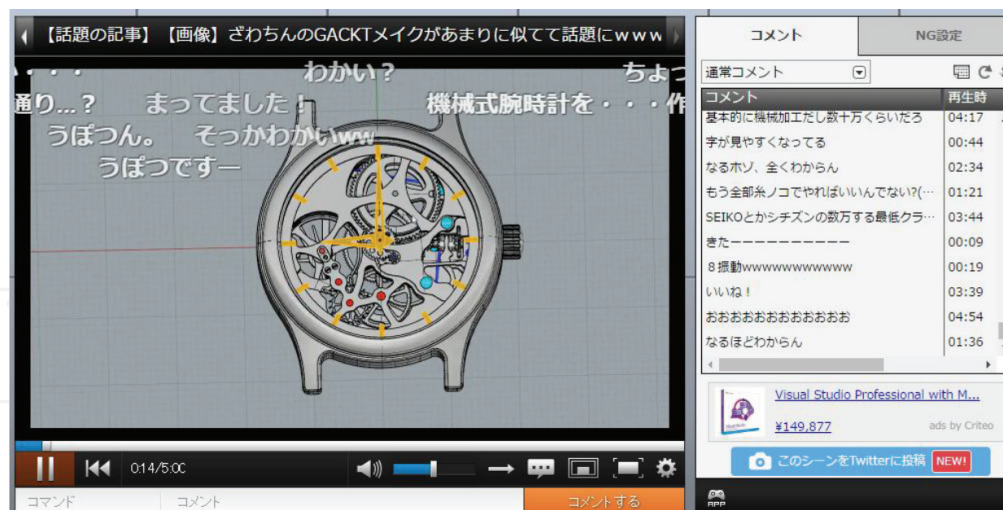 【話題の記事】【画像】ざわちんのGACKTメイクがあまりに似てて話題にｗｗｗ
わかい？
ちょっ
通り...？
まってました！
機械式腕時計を・・・作
うぽつん。
そっかわかいww
うぽつですー
0:14/5:00
コマンド
コメント
コメントする
コメント
NG設定
通常コメント
コメント
再生時
基本的に機械加工だし数十万くらいだろ 04:17
字が見やすくなってる 00:44
なるホゾ、全くわからん 02:34
もう全部糸ノコでやればいいんでない?(… 01:21
SEIKOとかシチズンの数万する最低クラ… 03:44
きたーーーーーーーーーー 00:09
８振動wwwwwwwwwww 00:19
いいね！ 03:39
おおおおおおおおおおおお 04:54
なるほどわからん 01:36
Visual Studio Professional with M...
¥149,877
ads by Criteo
このシーンをTwitterに投稿 NEW!
APP